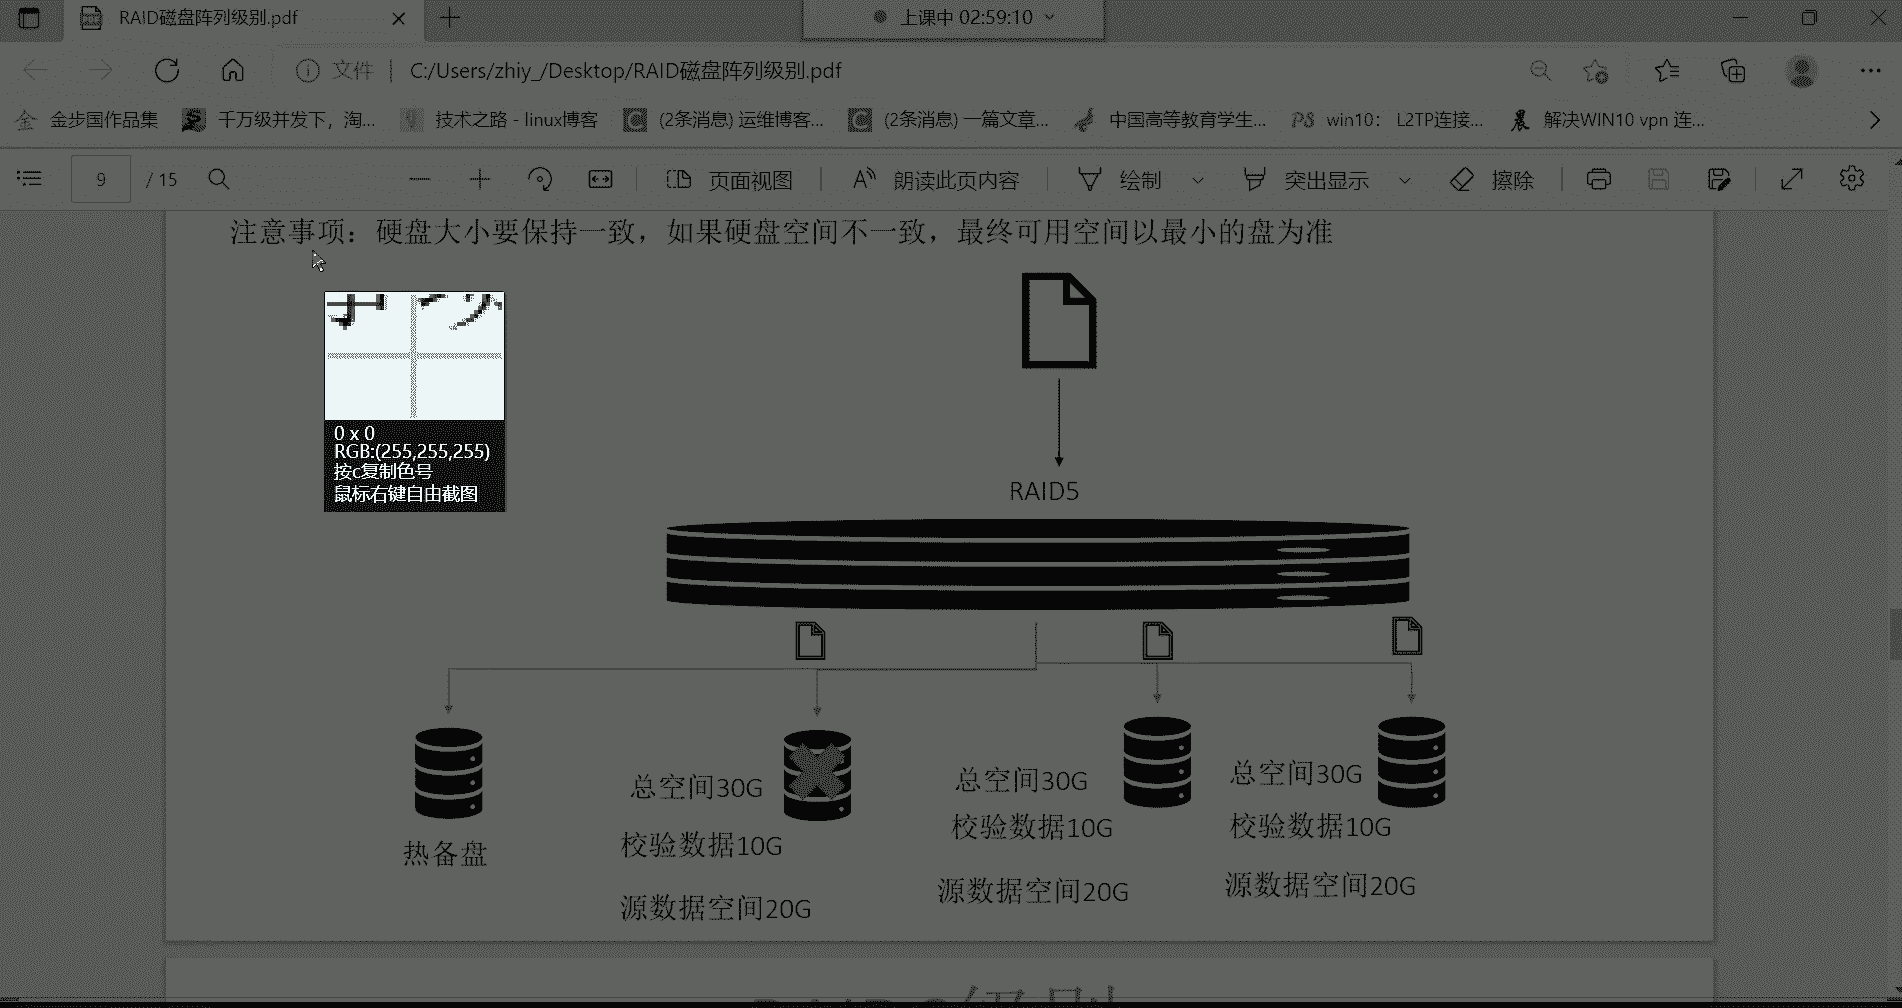 RAID磁盘阵列级别.pdf
上课中 02:59:10
文件
C:/Users/zhiy_/Desktop/RAID磁盘阵列级别.pdf
金步国作品集
千万级并发下，淘...
技术之路 - linux博客
(2条消息) 运维博客...
(2条消息) 一篇文章...
中国高等教育学生...
win10： L2TP连接...
解决WIN10 vpn 连...
9 / 15
页面视图
朗读此页内容
绘制
突出显示
擦除
注意事项：硬盘大小要保持一致，如果硬盘空间不一致，最终可用空间以最小的盘为准
0 x 0
RGB:(255,255,255)
按c复制色号
鼠标右键自由截图
RAID5
总空间30G
总空间30G
总空间30G
校验数据10G
校验数据10G
校验数据10G
热备盘
源数据空间20G
源数据空间20G
源数据空间20G